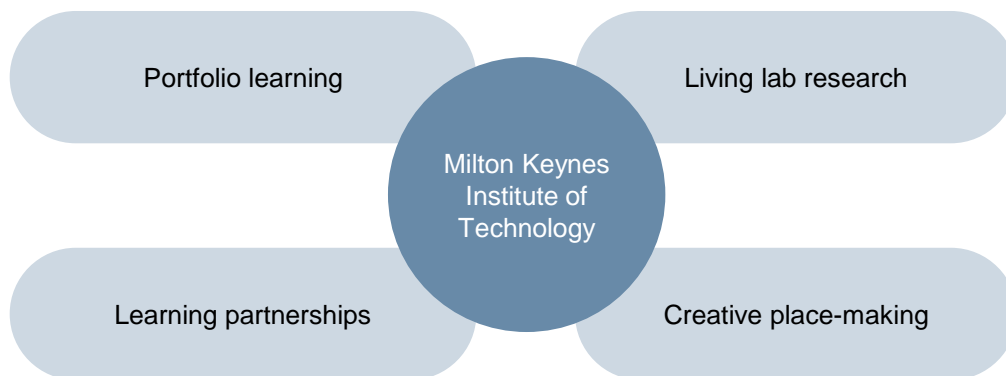 Portfolio learning
Living lab research
Milton Keynes
Institute of
Technology
Learning partnerships
Creative place-making